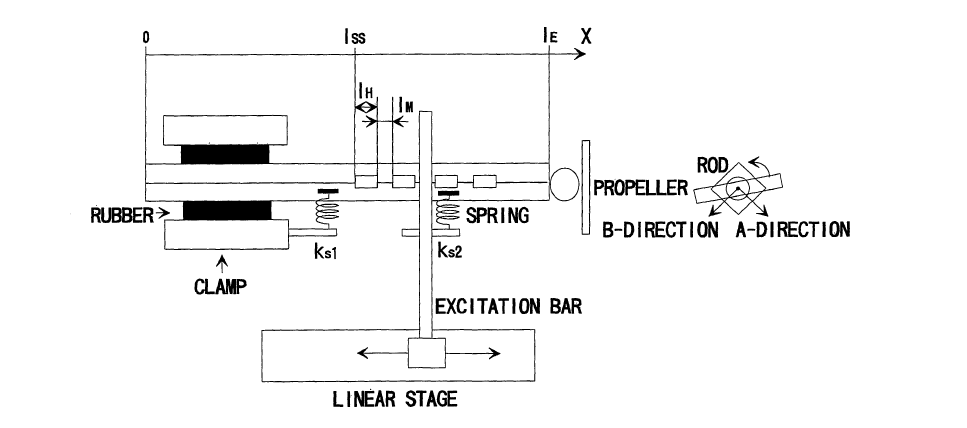 0 lSS lE X
lH lM
ROD
PROPELLER
RUBBER SPRING B-DIRECTION A-DIRECTION
ks1 ks2
CLAMP
EXCITATION BAR
LINEAR STAGE